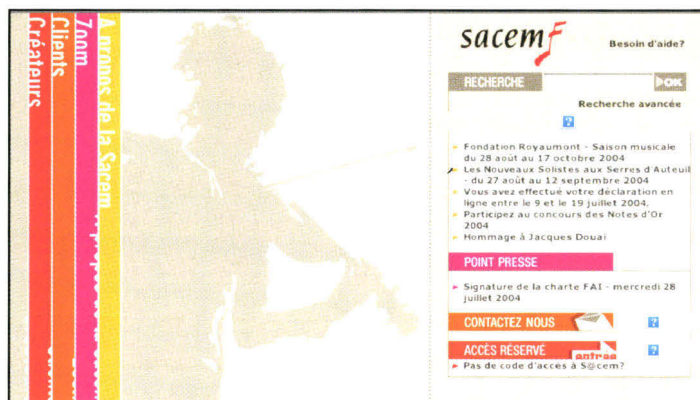 Créateurs
Clients
Zoom
A propos de la Sacem
sacem
Besoin d'aide?
RECHERCHE
OK
Recherche avancée
?
Fondation Royaumont - Saison musicale
du 28 août au 17 octobre 2004
Les Nouveaux Solistes aux Serres d'Auteuil
- du 27 août au 12 septembre 2004
Vous avez effectué votre déclaration en
ligne entre le 9 et le 19 juillet 2004,
Participez au concours des Notes d'Or
2004
Hommage à Jacques Douai
POINT PRESSE
Signature de la charte FAI - mercredi 28
juillet 2004
CONTACTEZ NOUS
?
ACCÈS RÉSERVÉ
entrez
?
Pas de code d'accès à S@cem?